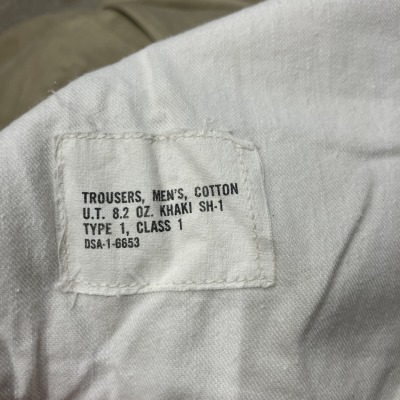 TROUSERS, MEN'S, COTTON
U.T. 8.2 OZ. KHAKI SH-1
TYPE 1, CLASS 1
DSA-1-6653